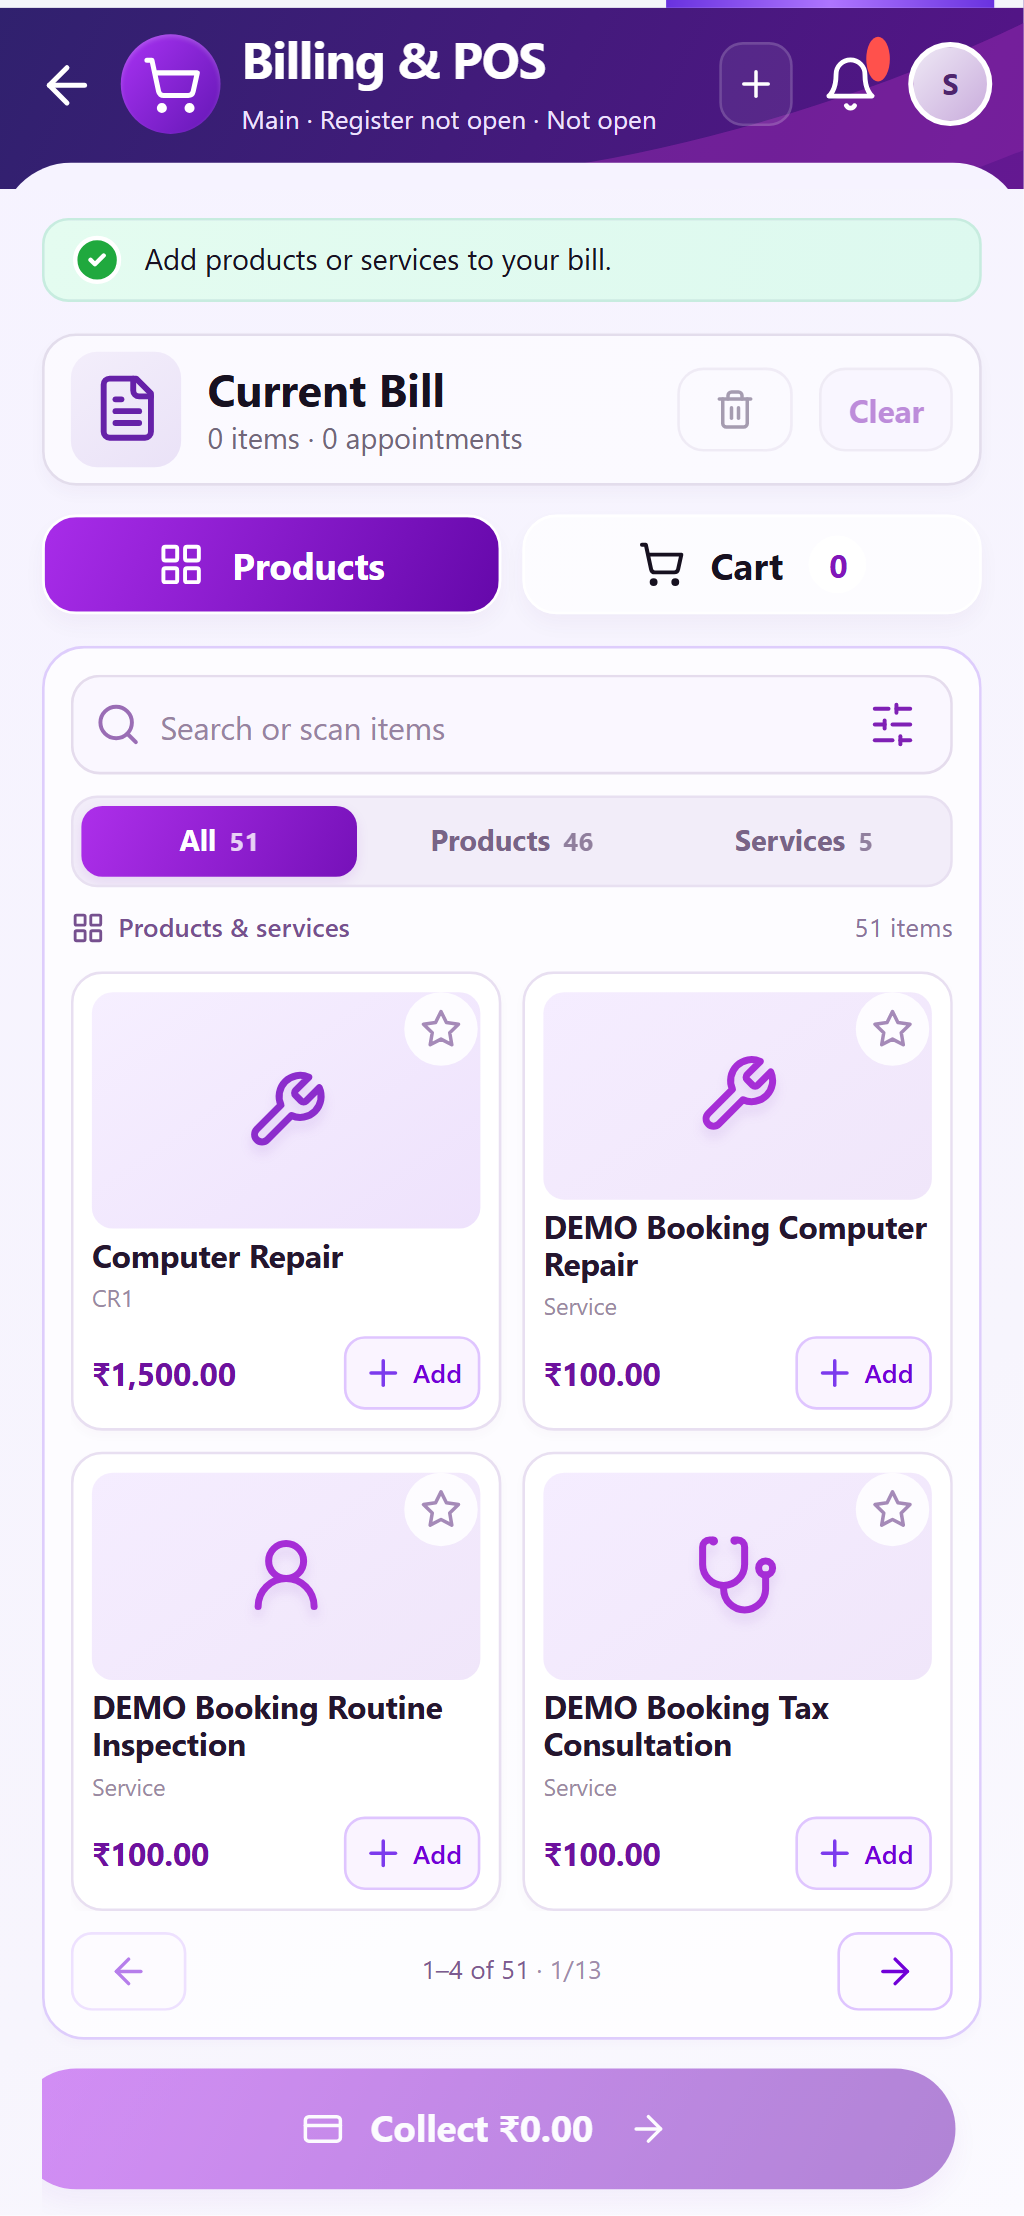 Billing & POS
Main · Register not open · Not open
S
Add products or services to your bill.
Current Bill
0 items · 0 appointments
Clear
Products
Cart 0
Search or scan items
All 51
Products 46
Services 5
Products & services
51 items
Computer Repair
CR1
₹1,500.00
Add
DEMO Booking Computer
Repair
Service
₹100.00
Add
DEMO Booking Routine
Inspection
Service
₹100.00
Add
DEMO Booking Tax
Consultation
Service
₹100.00
Add
1–4 of 51 · 1/13
Collect ₹0.00